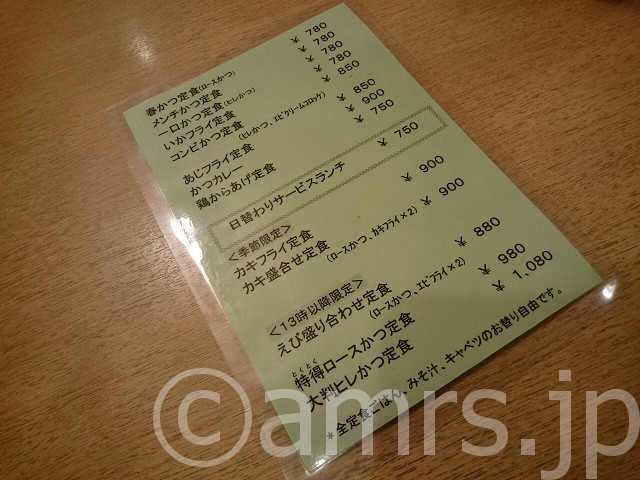 春かつ定食(ロースかつ) ¥ 780
メンチかつ定食 ¥ 780
一口かつ定食(ヒレかつ) ¥ 780
いかフライ定食 ¥ 780
コンビかつ定食 (ヒレかつ、エビクリームコロッケ) ¥ 850
あじフライ定食 ¥ 850
かつカレー ¥ 900
鶏からあげ定食 ¥ 750
日替わりサービスランチ ¥ 750
<季節限定>
カキフライ定食 ¥ 900
カキ盛合せ定食 (ロースかつ、カキフライ×2) ¥ 900
<13時以降限定>
えび盛り合わせ定食 (ロースかつ、エビフライ×2) ¥ 880
とくとく
特得ロースかつ定食 ¥ 980
大判ヒレかつ定食 ¥ 1,080
*全定食ごはん、みそ汁、キャベツのお替り自由です。
©amrs.jp